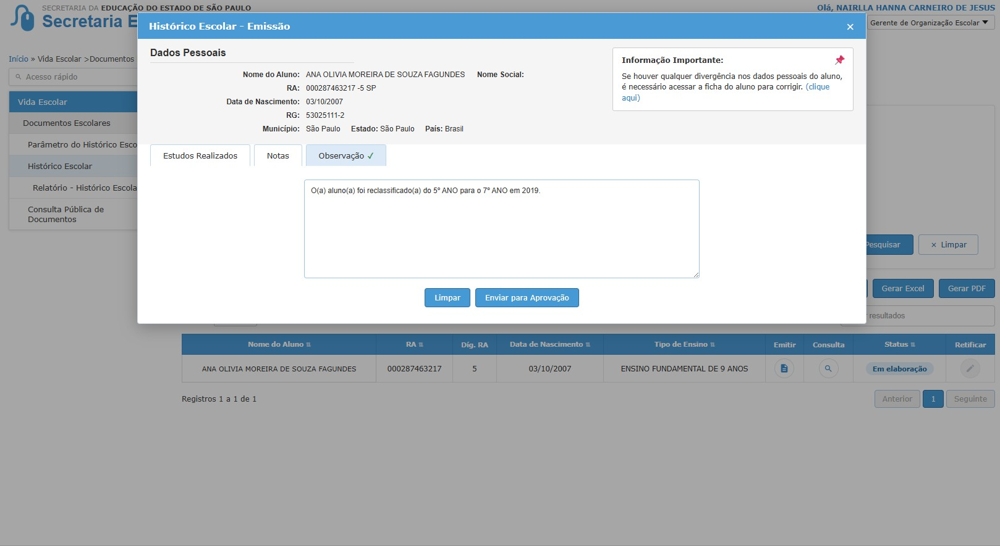 SECRETARIA DA EDUCAÇÃO DO ESTADO DE SÃO PAULO
Secretaria E
Olá, NAIRLLA HANNA CARNEIRO DE JESUS
Gerente de Organização Escolar
Início » Vida Escolar >Documentos
Acesso rápido
Vida Escolar
Documentos Escolares
Parâmetro do Histórico Esco
Histórico Escolar
Relatório - Histórico Escola
Consulta Pública de
Documentos
Histórico Escolar - Emissão
×
Dados Pessoais
Nome do Aluno: ANA OLIVIA MOREIRA DE SOUZA FAGUNDES Nome Social:
RA: 000287463217 -5 SP
Data de Nascimento: 03/10/2007
RG: 53025111-2
Município: São Paulo Estado: São Paulo País: Brasil
Informação Importante:
Se houver qualquer divergência nos dados pessoais do aluno,
é necessário acessar a ficha do aluno para corrigir. (clique
aqui)
Estudos Realizados
Notas
Observação ✓
O(a) aluno(a) foi reclassificado(a) do 5º ANO para o 7º ANO em 2019.
Limpar
Enviar para Aprovação
Pesquisar
× Limpar
Gerar Excel
Gerar PDF
resultados
Nome do Aluno RA Díg. RA Data de Nascimento Tipo de Ensino Emitir Consulta Status Retificar
ANA OLIVIA MOREIRA DE SOUZA FAGUNDES 000287463217 5 03/10/2007 ENSINO FUNDAMENTAL DE 9 ANOS Em elaboração
Registros 1 a 1 de 1
Anterior 1 Seguinte